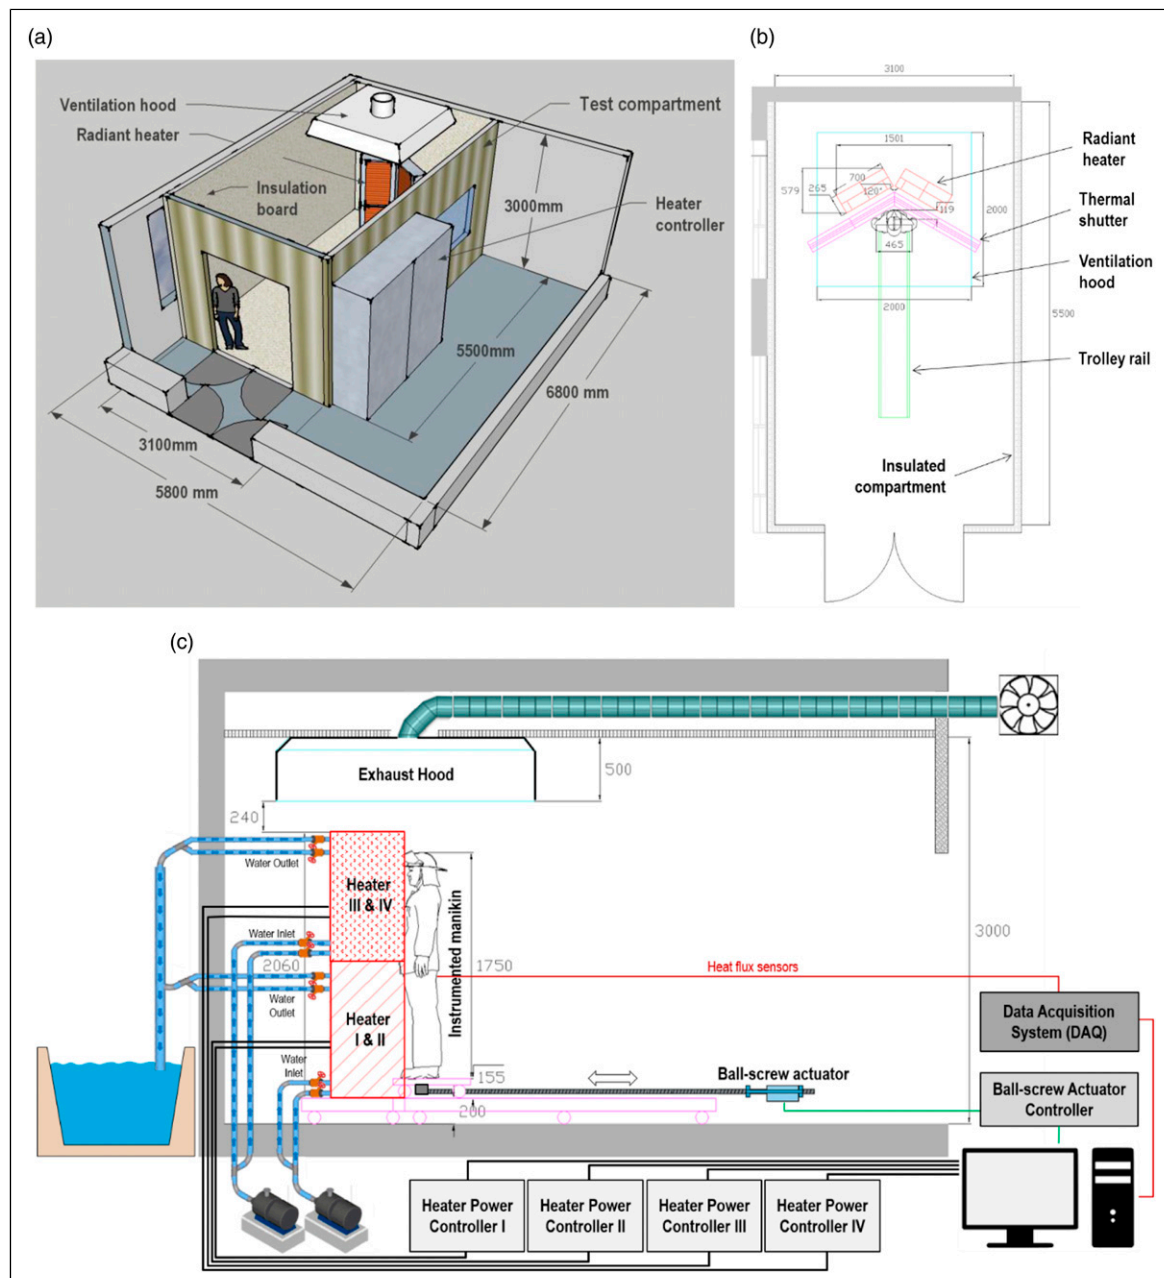 (a)
Ventilation hood
Radiant heater
Insulation
board
Test compartment
3000mm
Heater
controller
5500mm
6800 mm
3100mm
5800 mm
(b)
3100
1501
Radiant
heater
700
579
265
120°
Thermal
shutter
119
2000
465
Ventilation
hood
2000
5500
Trolley rail
Insulated
compartment
(c)
Exhaust Hood
500
240
Water Outlet
Heater
III & IV
Water Inlet
2060
Instrumented manikin
1750
3000
Heat flux sensors
Water
Outlet
Heater
I & II
Data Acquisition
System (DAQ)
Water
Inlet
155
Ball-screw actuator
200
Ball-screw Actuator
Controller
Heater Power
Controller I
Heater Power
Controller II
Heater Power
Controller III
Heater Power
Controller IV